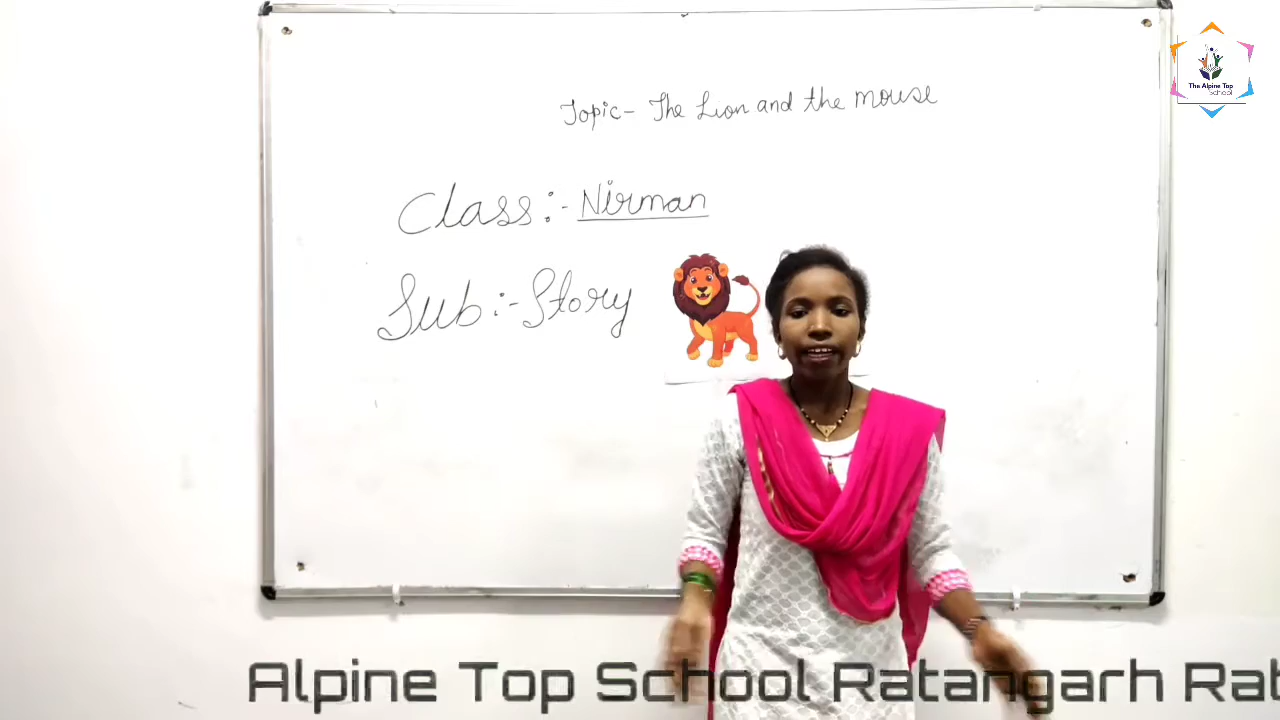 The Alpine Top
School
Topic- The Lion and the mouse
Class:- Nirman
Sub:- Story
Alpine Top School Ratangarh Rat